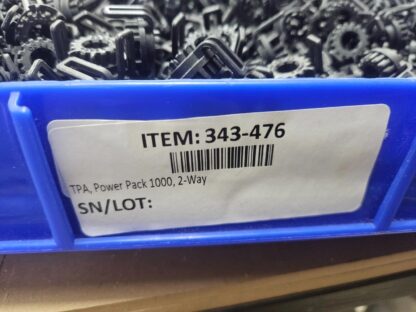 ITEM: 343-476
TPA, Power Pack 1000, 2-Way
SN/LOT: